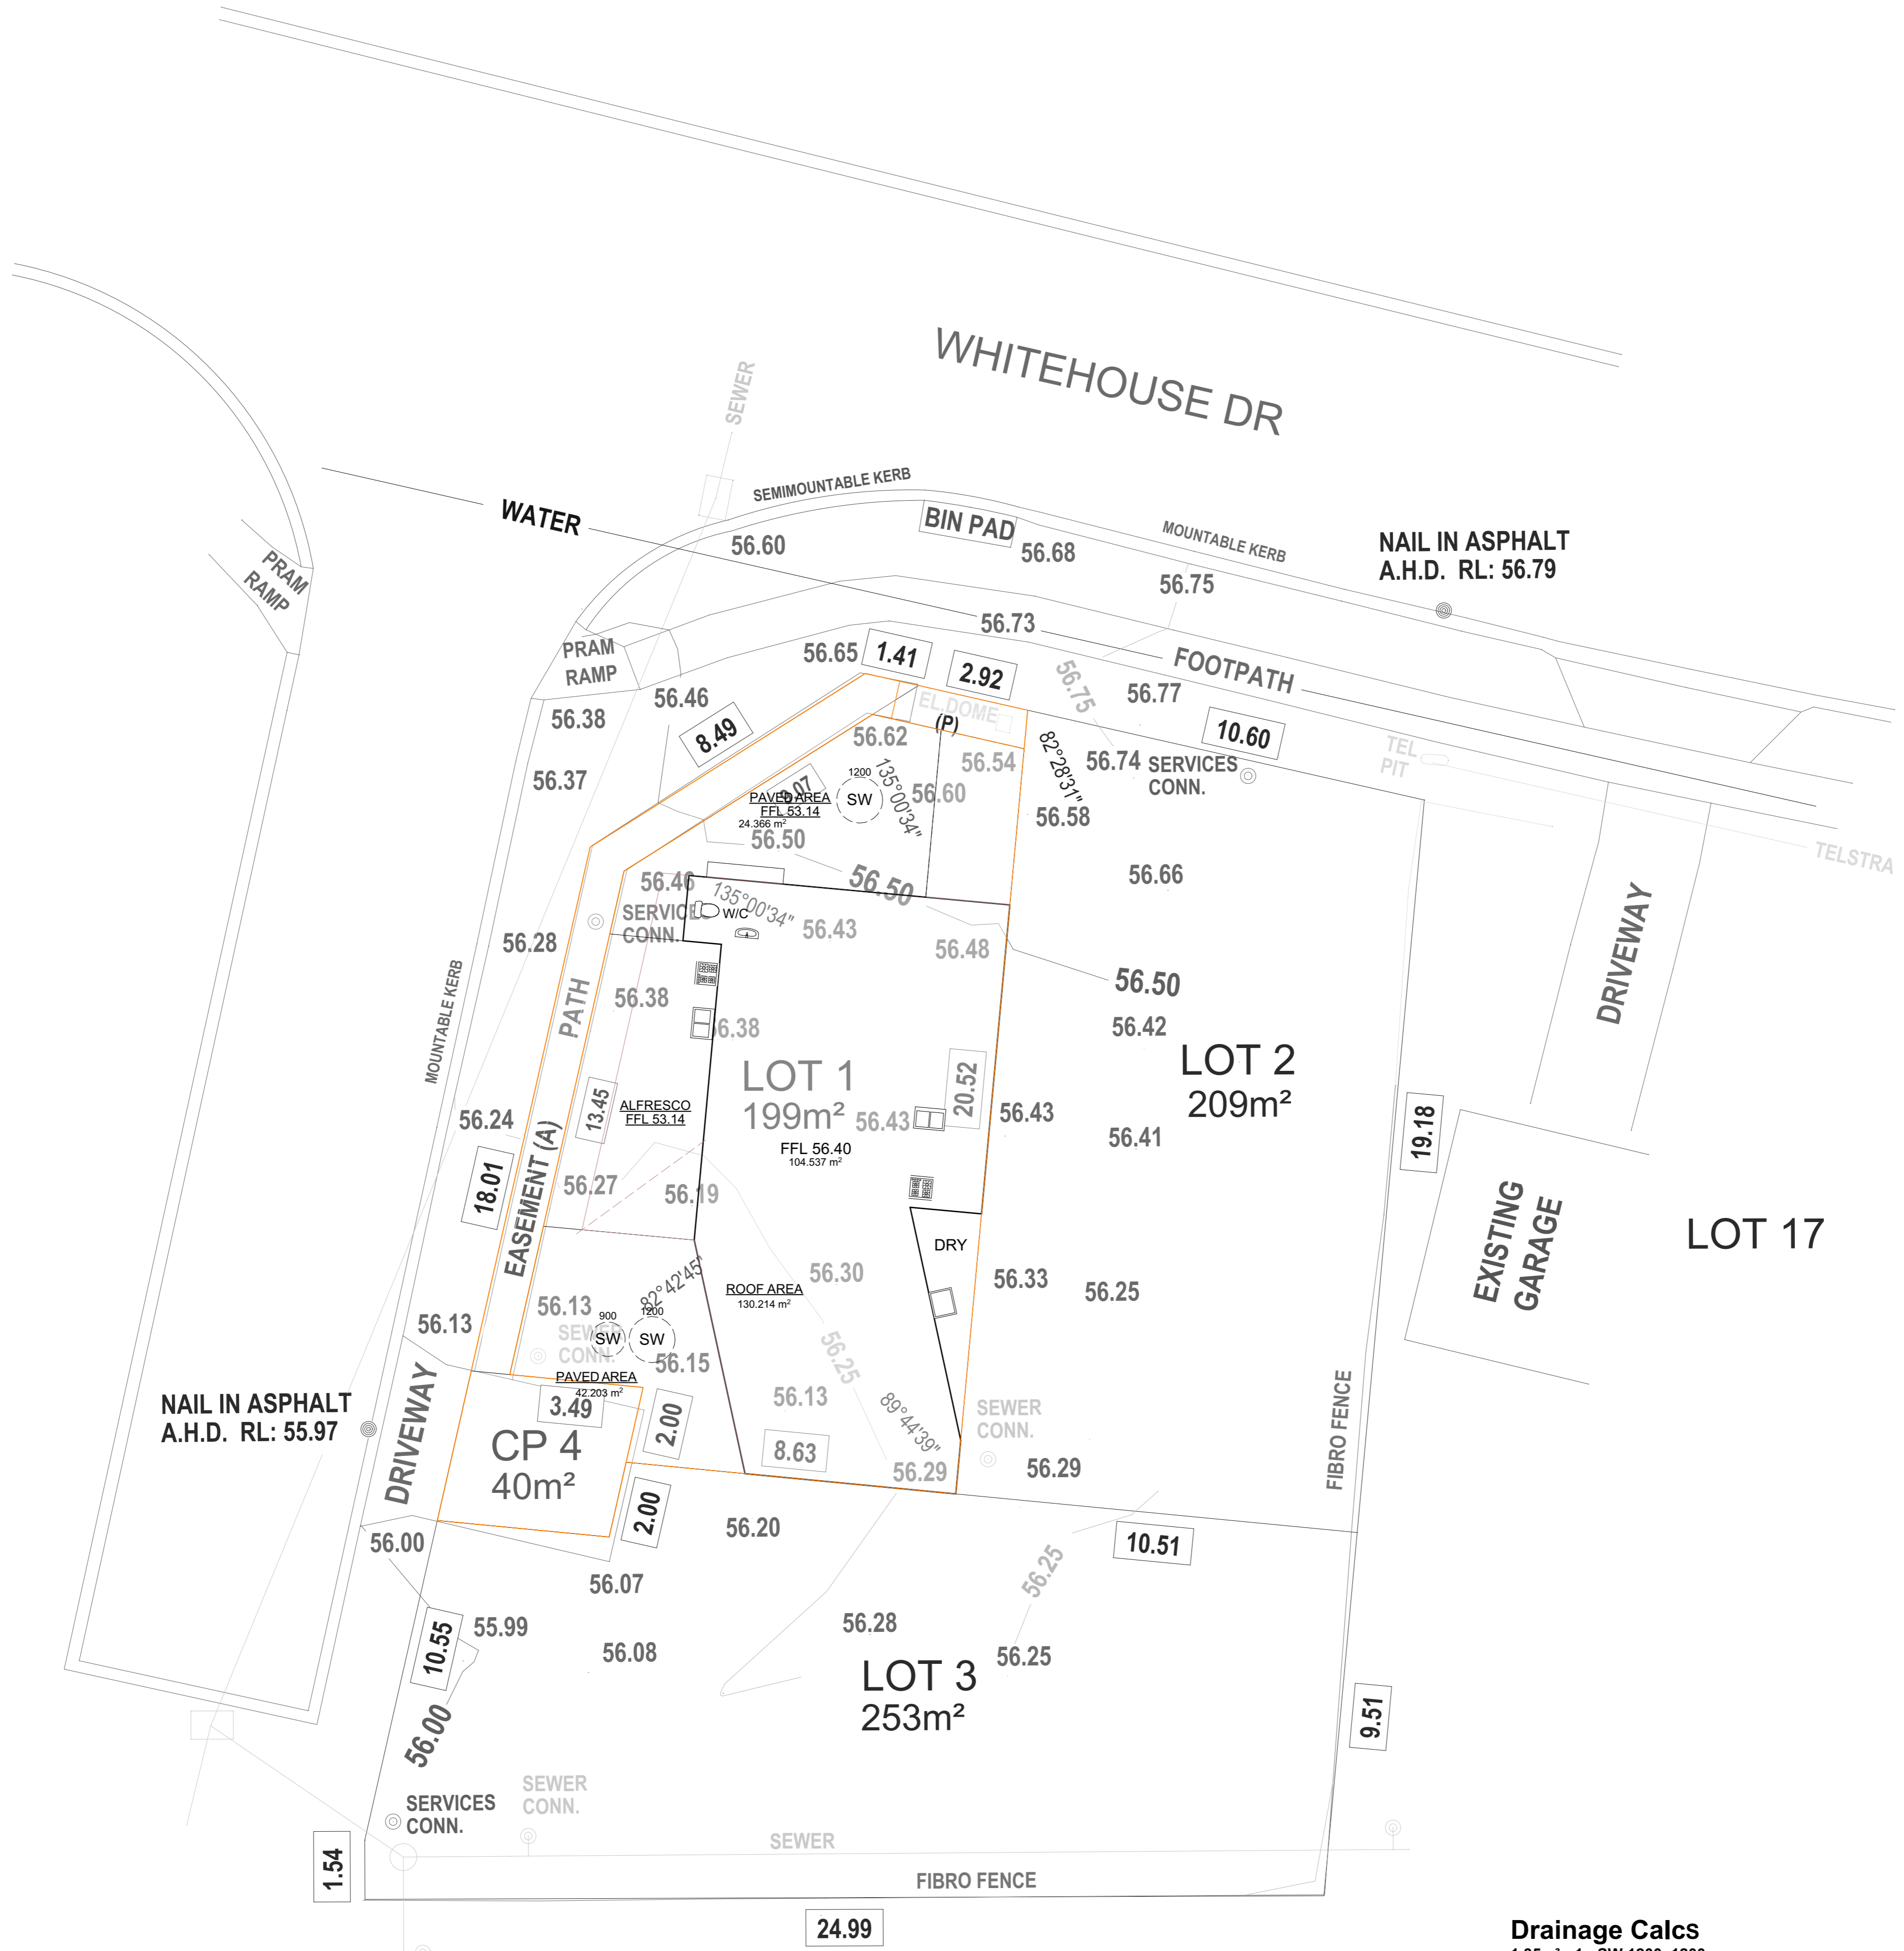 WHITEHOUSE DR
SEWER
SEMIMOUNTABLE KERB
WATER
BIN PAD
56.60
56.68
MOUNTABLE KERB
NAIL IN ASPHALT
A.H.D. RL: 56.79
56.75
PRAM
RAMP
56.73
PRAM
RAMP
56.65
1.41
2.92
FOOTPATH
56.75
56.77
56.46
56.38
8.49
EL.DOME
(P)
10.60
56.62
56.54
82°28'31"
56.74
SERVICES
CONN.
TEL
PIT
56.37
9.07
PAVED AREA
FFL 53.14
24.366 m²
1200
SW
135°00'34"
56.60
56.58
56.50
TELSTRA
56.46
56.50
56.66
135°00'34"
W/C
SERVICES
CONN.
56.43
56.28
56.48
DRIVEWAY
MOUNTABLE KERB
PATH
56.38
56.50
56.38
56.42
LOT 1
199m²
20.52
LOT 2
209m²
13.45
ALFRESCO
FFL 53.14
56.43
56.43
56.24
56.41
19.18
FFL 56.40
104.537 m²
18.01
EASEMENT (A)
56.27
56.19
EXISTING
GARAGE
LOT 17
DRY
56.30
56.33
56.25
82°42'45"
ROOF AREA
130.214 m²
56.13
56.13
900
SW
1200
SW
SEWER
CONN.
56.15
56.25
PAVED AREA
42.203 m²
3.49
NAIL IN ASPHALT
A.H.D. RL: 55.97
DRIVEWAY
2.00
56.13
89°44'39"
SEWER
CONN.
FIBRO FENCE
CP 4
40m²
8.63
56.29
56.29
2.00
56.20
56.00
10.51
56.25
56.07
10.55
55.99
56.28
56.08
56.25
LOT 3
253m²
9.51
56.00
SERVICES
CONN.
SEWER
CONN.
SEWER
1.54
FIBRO FENCE
24.99
Drainage Calcs